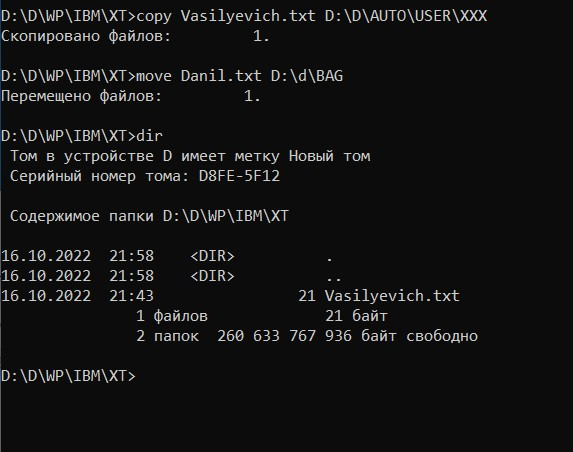 D:\D\WP\IBM\XT>copy Vasilyevich.txt D:\D\AUTO\USER\XXX
Скопировано файлов:         1.
D:\D\WP\IBM\XT>move Danil.txt D:\d\BAG
Перемещено файлов:         1.
D:\D\WP\IBM\XT>dir
 Том в устройстве D имеет метку Новый том
 Серийный номер тома: D8FE-5F12
 Содержимое папки D:\D\WP\IBM\XT
16.10.2022  21:58    <DIR>          .
16.10.2022  21:58    <DIR>          ..
16.10.2022  21:43                21 Vasilyevich.txt
               1 файлов             21 байт
               2 папок  260 633 767 936 байт свободно
D:\D\WP\IBM\XT>